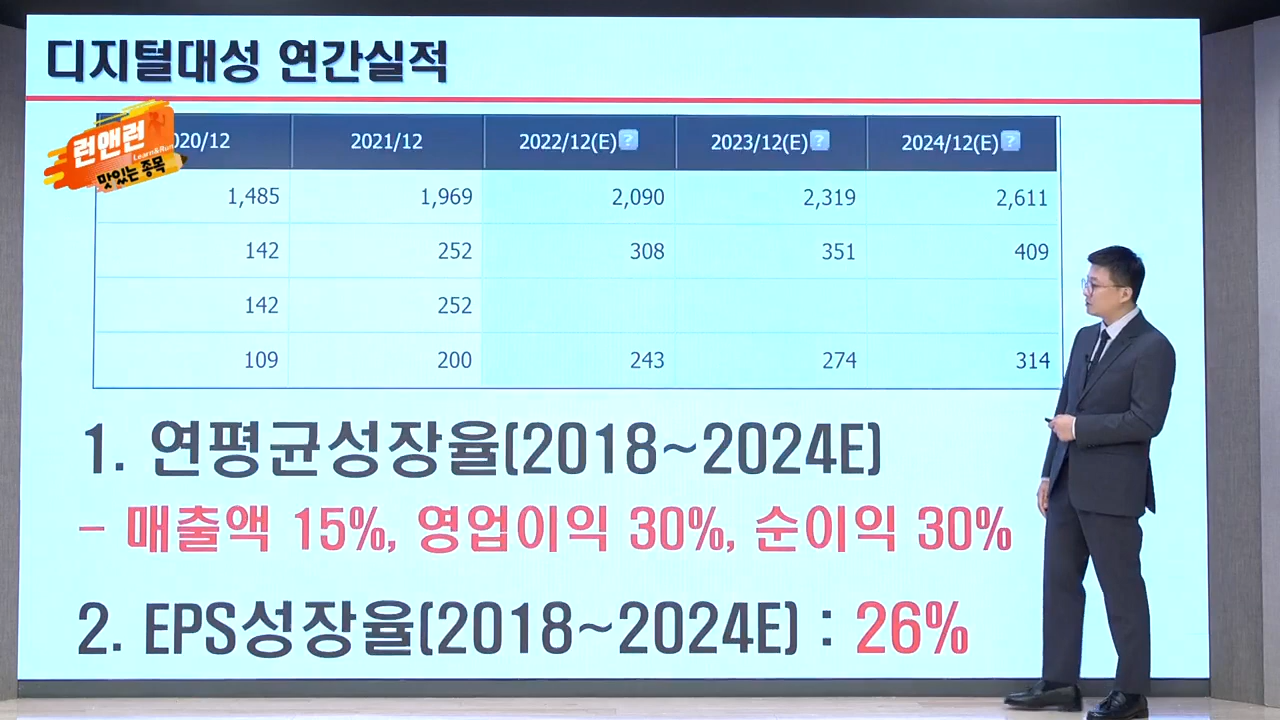 디지털대성 연간실적
런앤런
Learn&Run
맛있는 종목
020/12 2021/12 2022/12(E)? 2023/12(E)? 2024/12(E)?
1,485 1,969 2,090 2,319 2,611
142 252 308 351 409
142 252
109 200 243 274 314
1. 연평균성장율(2018~2024E)
- 매출액 15%, 영업이익 30%, 순이익 30%
2. EPS성장율(2018~2024E) : 26%